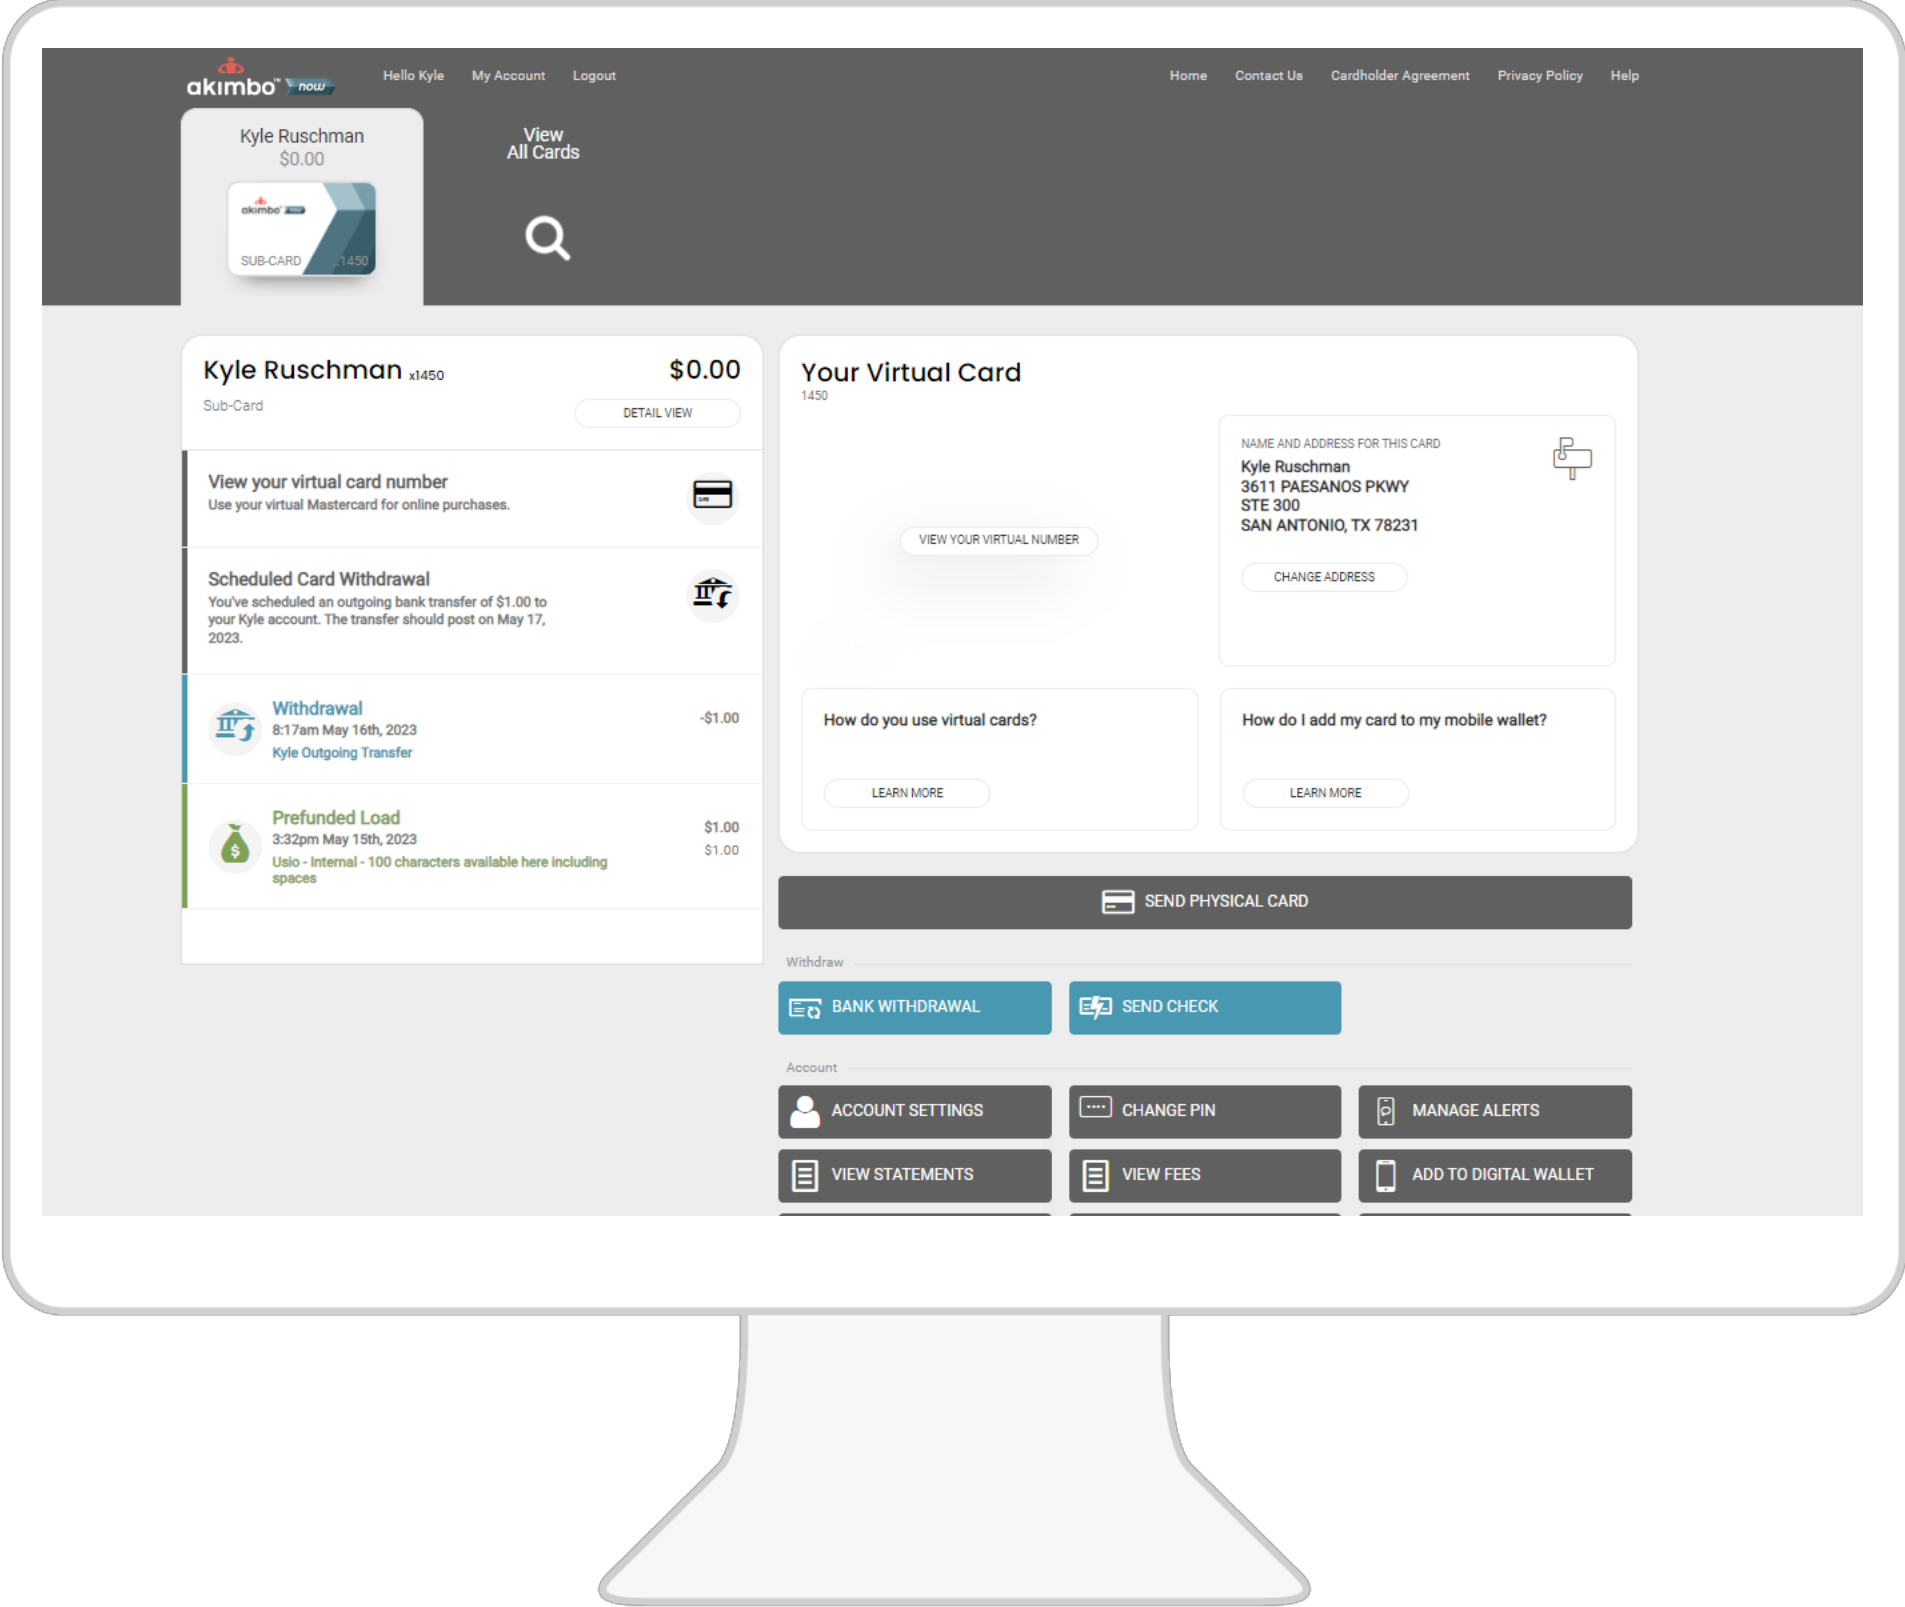 akimbo™ now
Hello Kyle
My Account
Logout
Home
Contact Us
Cardholder Agreement
Privacy Policy
Help
Kyle Ruschman
$0.00
akimbo now
SUB-CARD
...1450
View
All Cards
Kyle Ruschman x1450
$0.00
Sub-Card
DETAIL VIEW
View your virtual card number
Use your virtual Mastercard for online purchases.
Scheduled Card Withdrawal
You've scheduled an outgoing bank transfer of $1.00 to
your Kyle account. The transfer should post on May 17,
2023.
Withdrawal
8:17am May 16th, 2023
Kyle Outgoing Transfer
-$1.00
Prefunded Load
3:32pm May 15th, 2023
Usio - Internal - 100 characters available here including
spaces
$1.00
$1.00
Your Virtual Card
1450
VIEW YOUR VIRTUAL NUMBER
NAME AND ADDRESS FOR THIS CARD
Kyle Ruschman
3611 PAESANOS PKWY
STE 300
SAN ANTONIO, TX 78231
CHANGE ADDRESS
How do you use virtual cards?
LEARN MORE
How do I add my card to my mobile wallet?
LEARN MORE
SEND PHYSICAL CARD
Withdraw
BANK WITHDRAWAL
SEND CHECK
Account
ACCOUNT SETTINGS
CHANGE PIN
MANAGE ALERTS
VIEW STATEMENTS
VIEW FEES
ADD TO DIGITAL WALLET